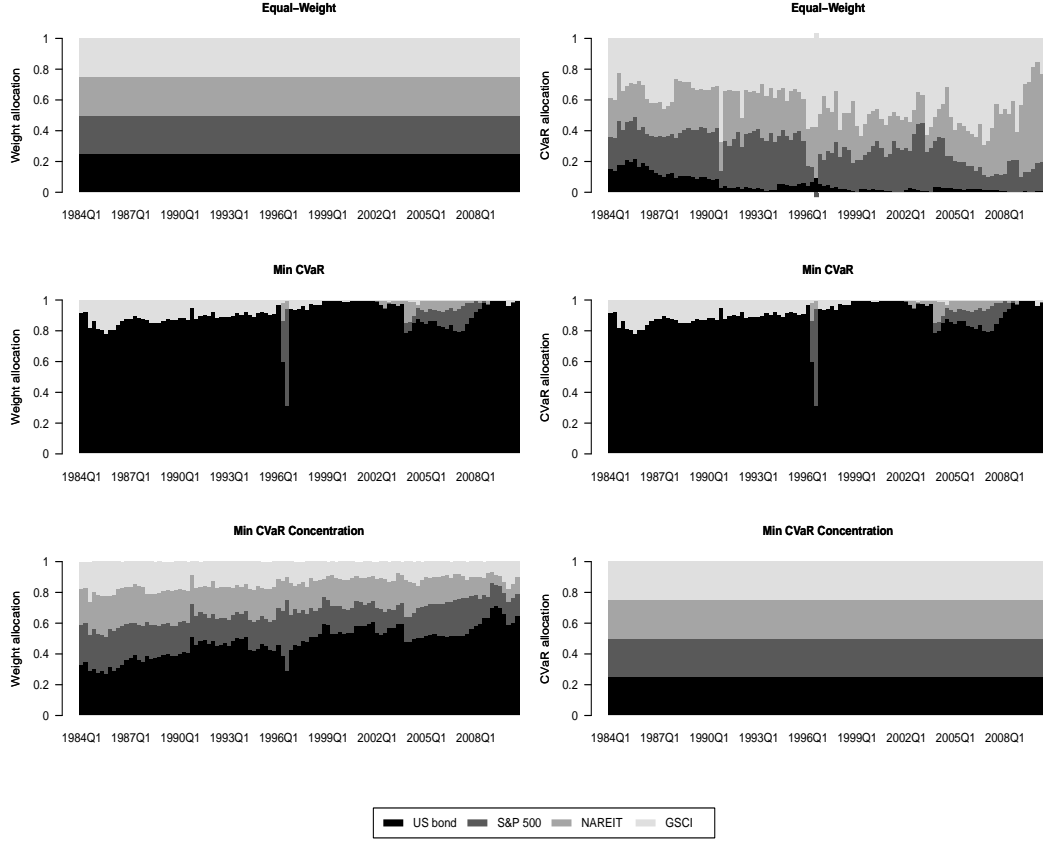 Equal-Weight
Weight allocation
1
0.8
0.6
0.4
0.2
0
1984Q1 1987Q1 1990Q1 1993Q1 1996Q1 1999Q1 2002Q1 2005Q1 2008Q1
Equal-Weight
CVaR allocation
1
0.8
0.6
0.4
0.2
0
1984Q1 1987Q1 1990Q1 1993Q1 1996Q1 1999Q1 2002Q1 2005Q1 2008Q1
Min CVaR
Weight allocation
1
0.8
0.6
0.4
0.2
0
1984Q1 1987Q1 1990Q1 1993Q1 1996Q1 1999Q1 2002Q1 2005Q1 2008Q1
Min CVaR
CVaR allocation
1
0.8
0.6
0.4
0.2
0
1984Q1 1987Q1 1990Q1 1993Q1 1996Q1 1999Q1 2002Q1 2005Q1 2008Q1
Min CVaR Concentration
Weight allocation
1
0.8
0.6
0.4
0.2
0
1984Q1 1987Q1 1990Q1 1993Q1 1996Q1 1999Q1 2002Q1 2005Q1 2008Q1
Min CVaR Concentration
CVaR allocation
1
0.8
0.6
0.4
0.2
0
1984Q1 1987Q1 1990Q1 1993Q1 1996Q1 1999Q1 2002Q1 2005Q1 2008Q1
US bond S&P 500 NAREIT GSCI